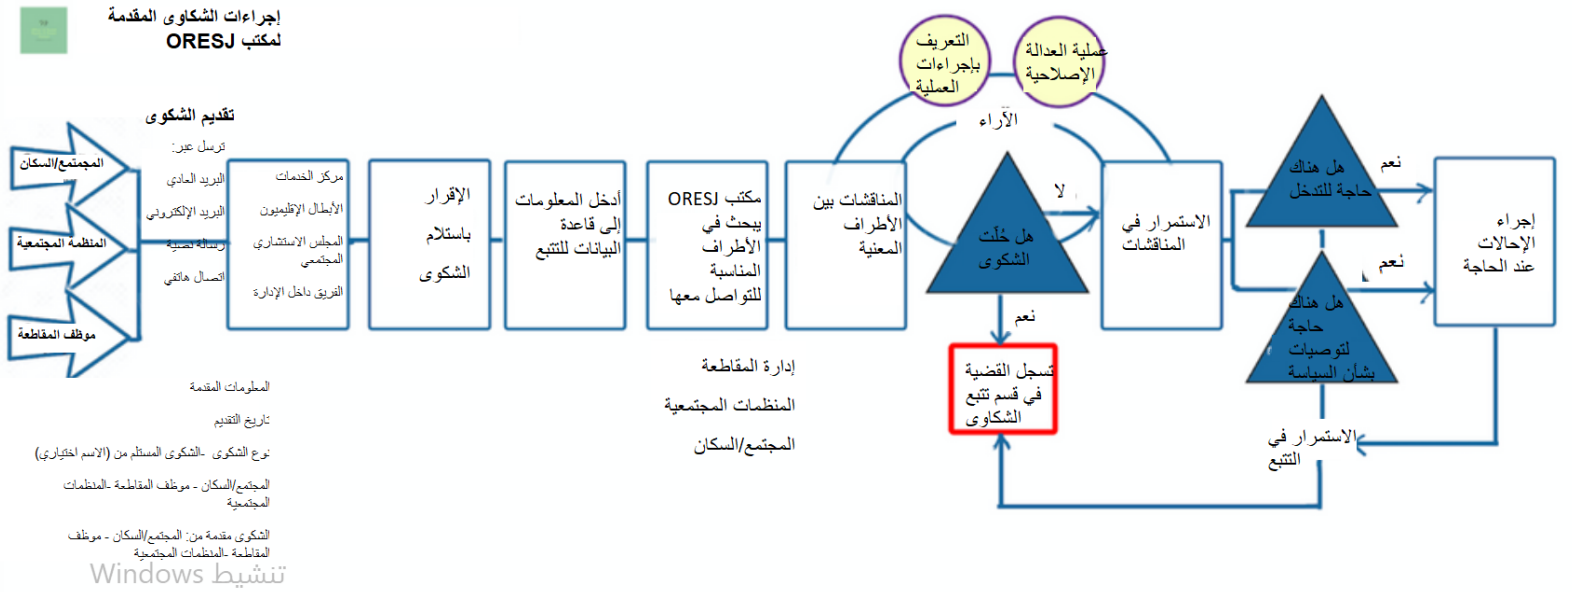 إجراءات الشكاوى المقدمة
لمكتب ORESJ
تقديم الشكوى
ترسل عبر:
البريد العادي
البريد الإلكتروني
رسالة نصية
اتصال هاتفي
المجمتمع/السكان
المنظمة المجتمعية
موظف المقاطعة
مركز الخدمات
الأبطال الإقليميون
المجلس الاستشاري
المجتمعي
الفريق داخل الإدارة
الإقرار
باستلام
الشكوى
أدخل المعلومات
إلى قاعدة
البيانات للتتبع
مكتب ORESJ
يبحث في
الأطراف
المناسبة
للتواصل معها
المناقشات بين
الأطراف
المعنية
التعريف
بإجراءات
العملية
عملية العدالة
الإصلاحية
الآراء
هل حُلّت
الشكوى
لا
نعم
تسجل القضية
في قسم تتبع
الشكاوى
الاستمرار في
المناقشات
هل هناك
حاجة للتدخل
نعم
هل هناك
حاجة
لتوصيات
بشأن السياسة
نعم
إجراء
الإحالات
عند الحاجة
الاستمرار في
التتبع
إدارة المقاطعة
المنظمات المجتمعية
المجتمع/السكان
المعلومات المقدمة
تاريخ التقديم
نوع الشكوى -الشكوى المستلم من (الاسم اختياري)
المجتمع/السكان - موظف المقاطعة -المنظمات
المجتمعية
الشكوى مقدمة من: المجتمع/السكان - موظف
المقاطعة -المنظمات المجتمعية
تنشيط Windows